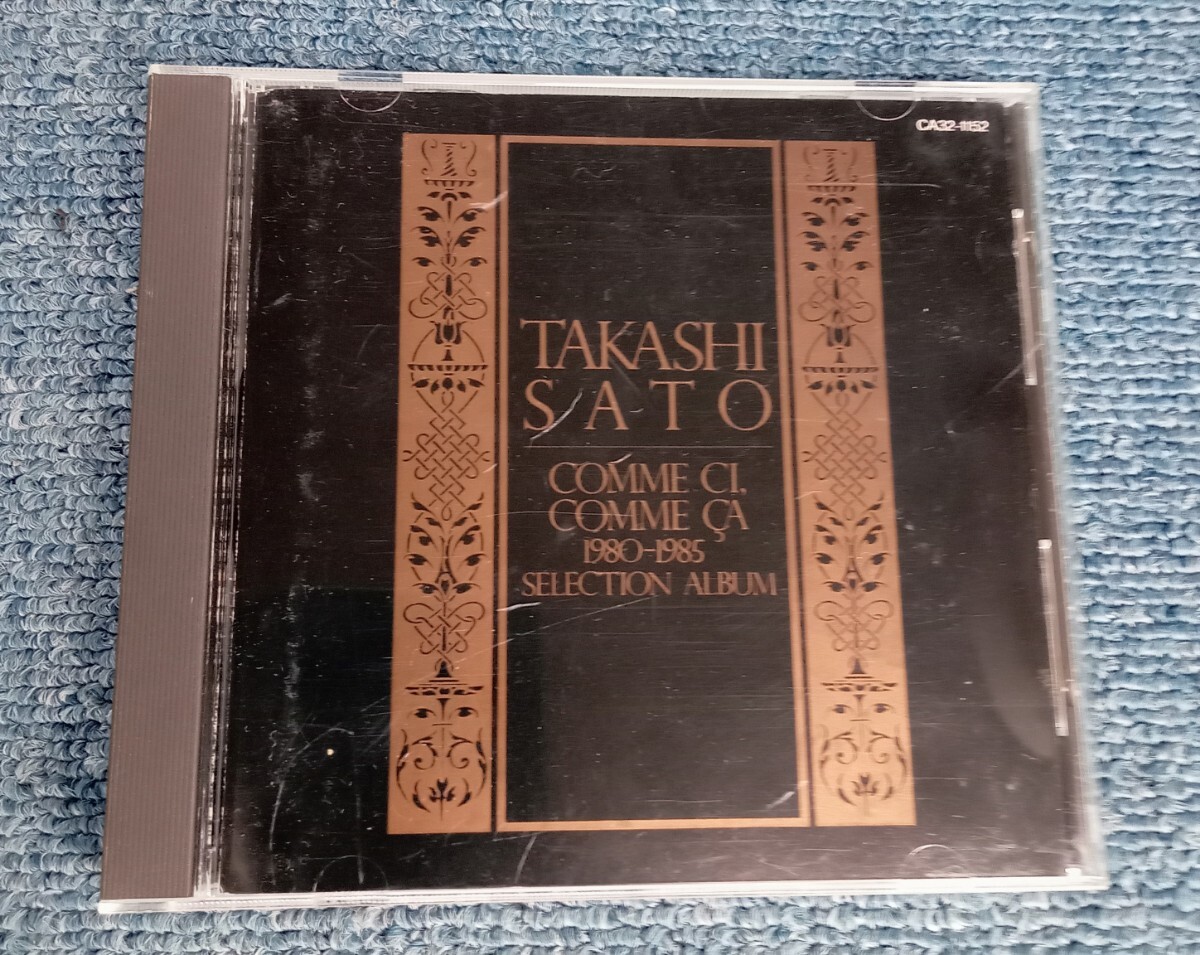 CA32-1152
TAKASHI
SATO
COMME CI,
COMME ÇA
1980-1985
SELECTION ALBUM